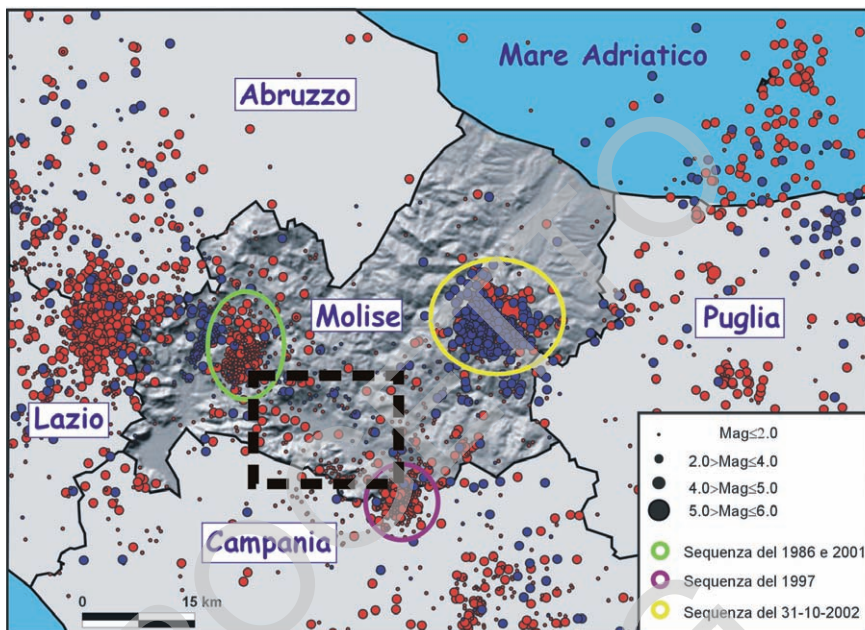 Mare Adriatico
Abruzzo
Molise
Puglia
Lazio
Campania
0 15 km
Mag≤2.0
2.0>Mag≤4.0
4.0>Mag≤5.0
5.0>Mag≤6.0
Sequenza del 1986 e 2001
Sequenza del 1997
Sequenza del 31-10-2002